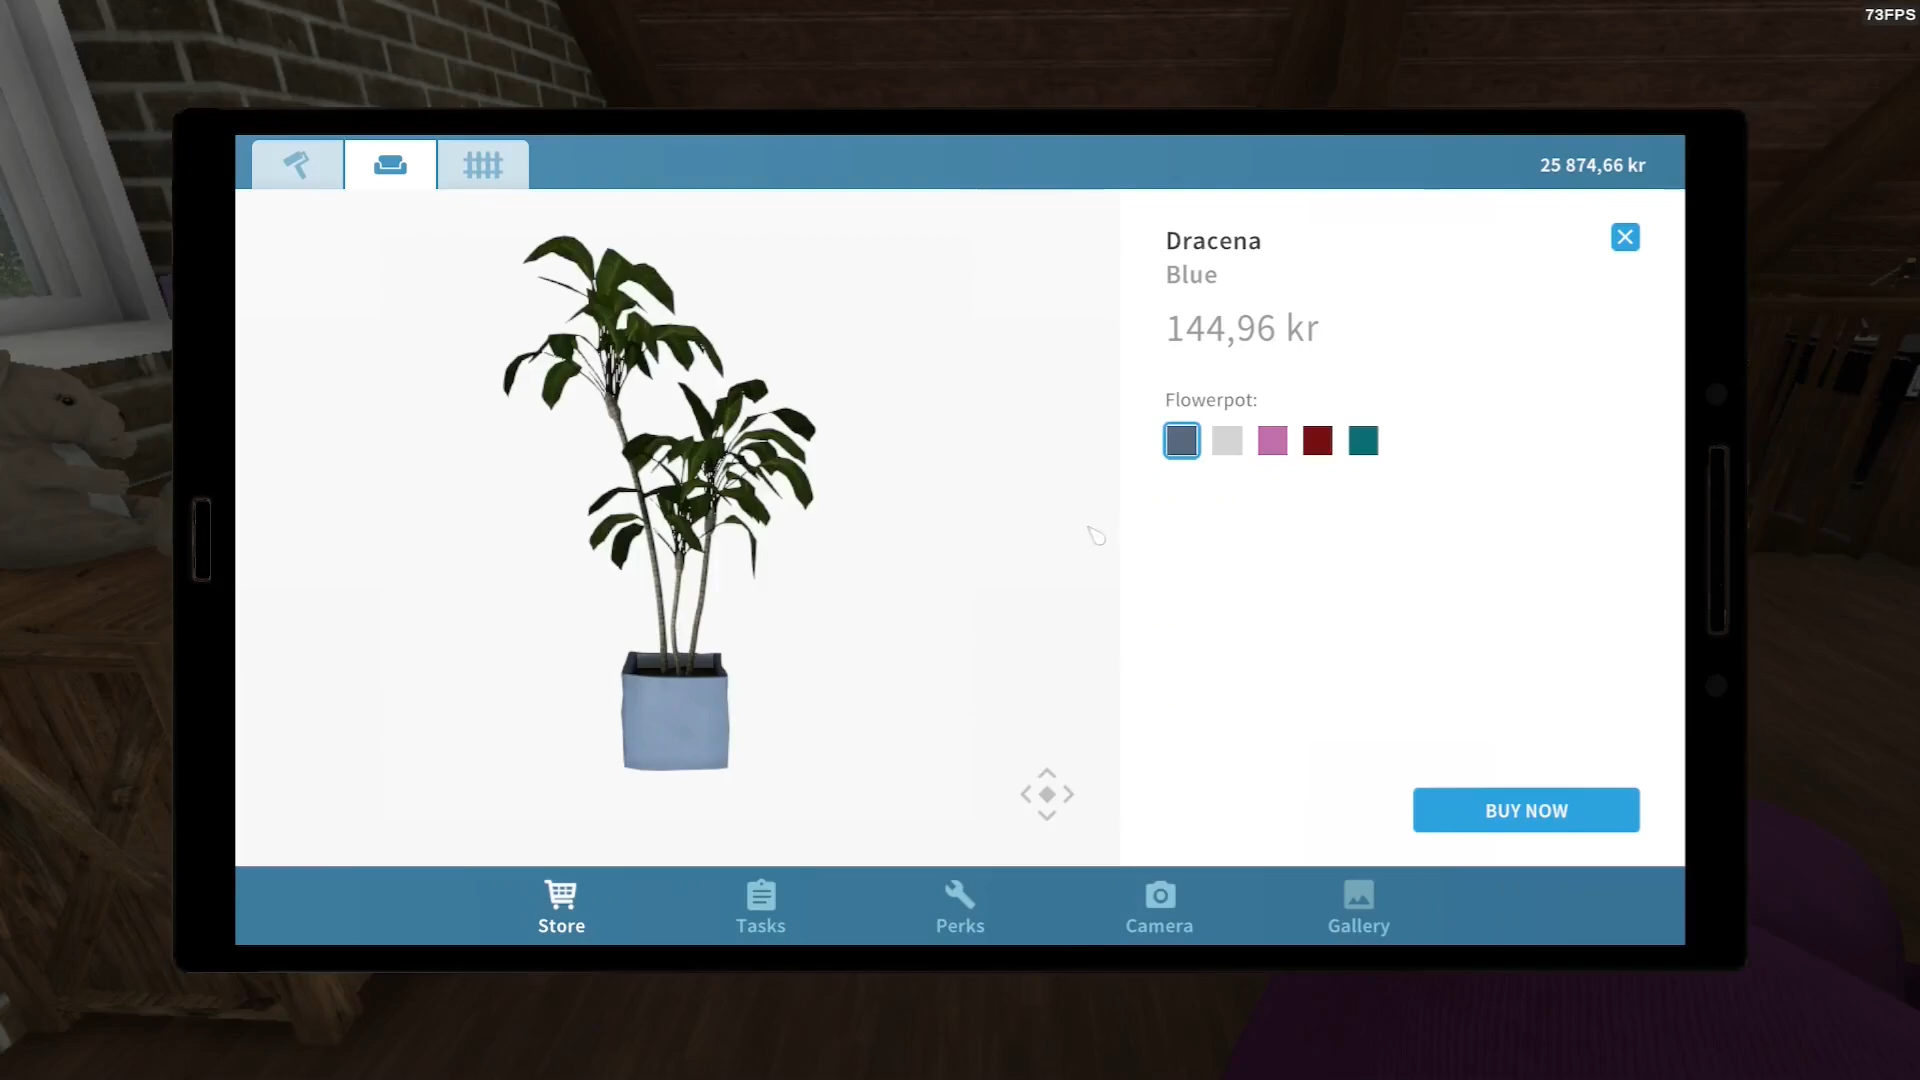 73FPS
25 874,66 kr
Dracena
Blue
144,96 kr
Flowerpot:
BUY NOW
Store
Tasks
Perks
Camera
Gallery